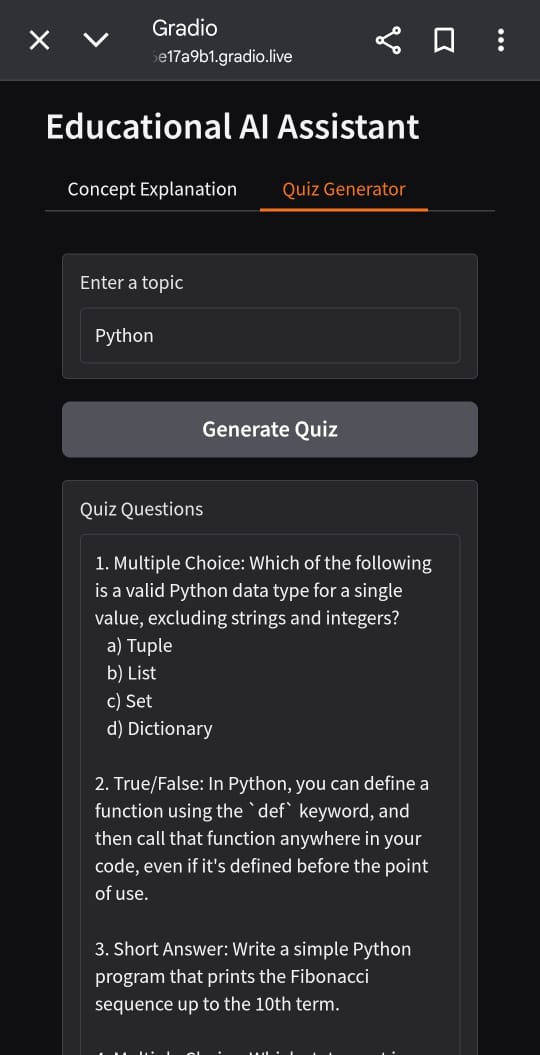 Gradio
e17a9b1.gradio.live
Educational AI Assistant
Concept Explanation
Quiz Generator
Enter a topic
Python
Generate Quiz
Quiz Questions
1. Multiple Choice: Which of the following
is a valid Python data type for a single
value, excluding strings and integers?
a) Tuple
b) List
c) Set
d) Dictionary
2. True/False: In Python, you can define a
function using the `def` keyword, and
then call that function anywhere in your
code, even if it's defined before the point
of use.
3. Short Answer: Write a simple Python
program that prints the Fibonacci
sequence up to the 10th term.